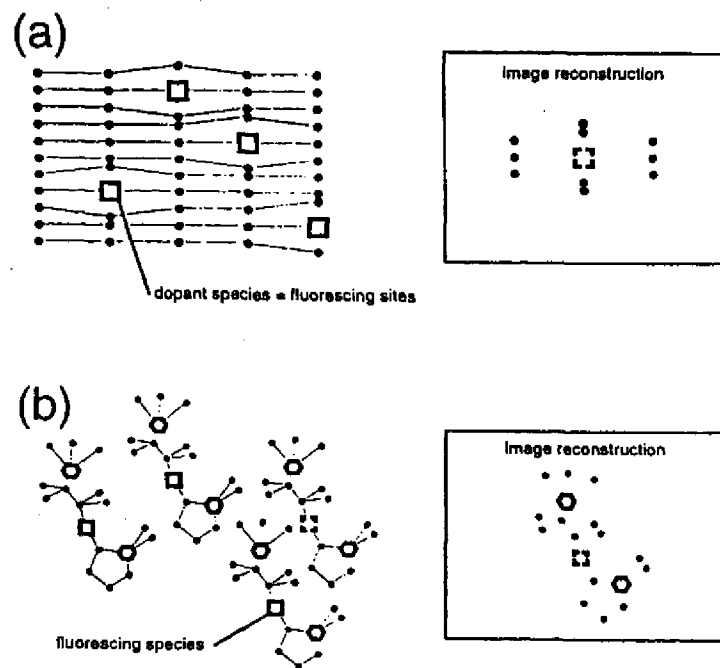 (a)
Image reconstruction
dopant species = fluorescing sites
(b)
Image reconstruction
fluorescing species